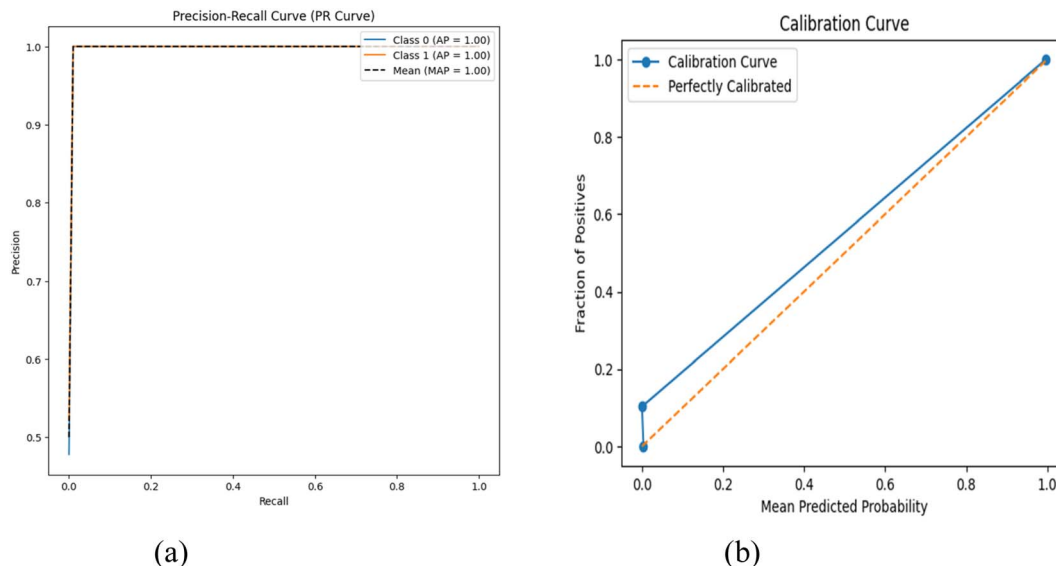 Precision-Recall Curve (PR Curve)
Class 0 (AP = 1.00)
Class 1 (AP = 1.00)
Mean (MAP = 1.00)
1.0
0.9
0.8
0.7
0.6
0.5
Precision
0.0 0.2 0.4 0.6 0.8 1.0
Recall
(a)
Calibration Curve
Calibration Curve
Perfectly Calibrated
1.0
0.8
0.6
0.4
0.2
0.0
Fraction of Positives
0.0 0.2 0.4 0.6 0.8 1.0
Mean Predicted Probability
(b)